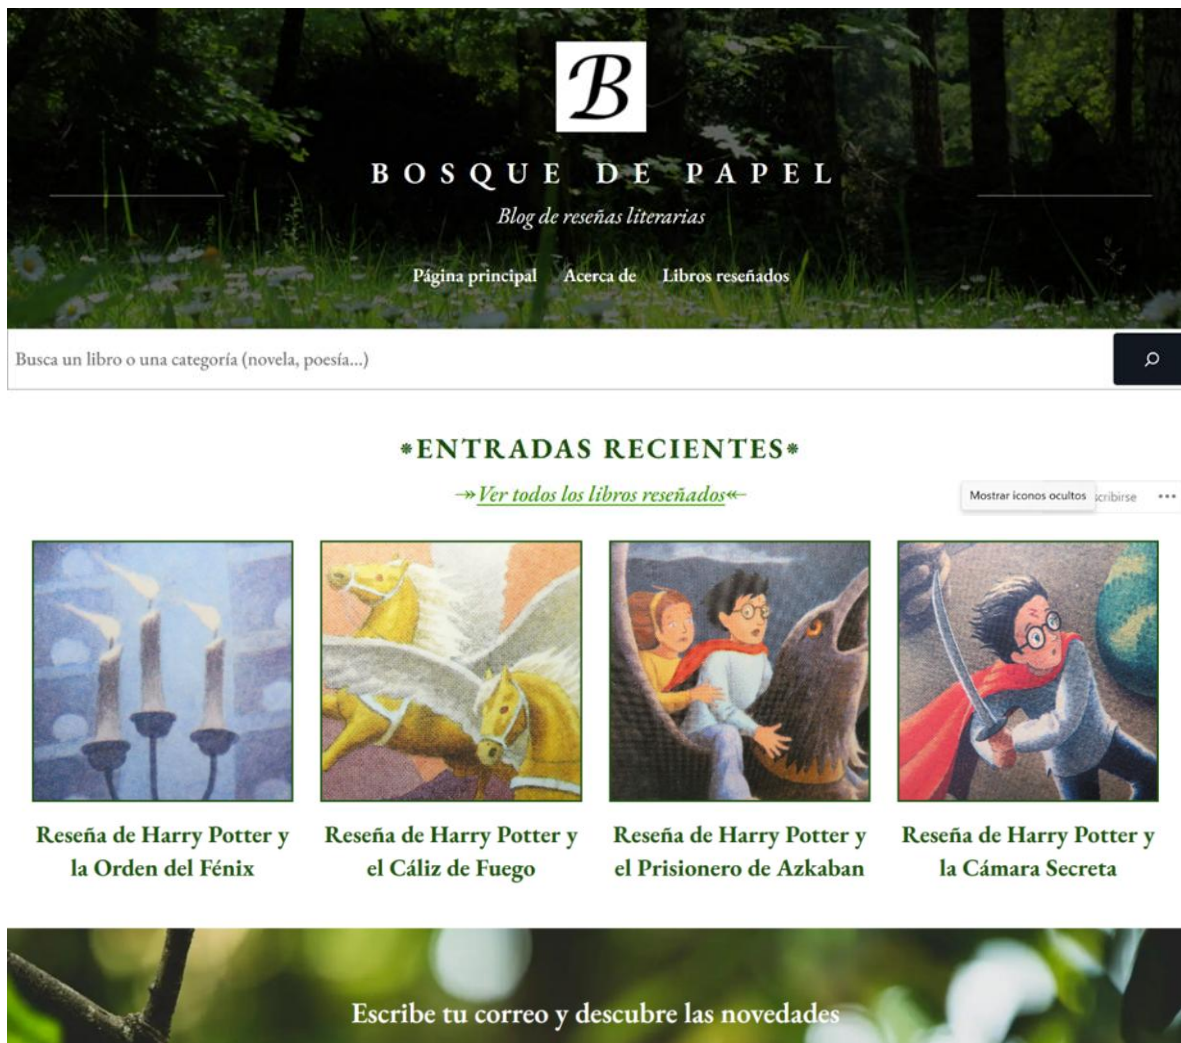 B
BOSQUE DE PAPEL
Blog de reseñas literarias
Página principal Acerca de Libros reseñados
Busca un libro o una categoría (novela, poesía...)
*ENTRADAS RECIENTES*
↠Ver todos los libros reseñados↞
Mostrar iconos ocultos cribirse •••
Reseña de Harry Potter y
la Orden del Fénix
Reseña de Harry Potter y
el Cáliz de Fuego
Reseña de Harry Potter y
el Prisionero de Azkaban
Reseña de Harry Potter y
la Cámara Secreta
Escribe tu correo y descubre las novedades